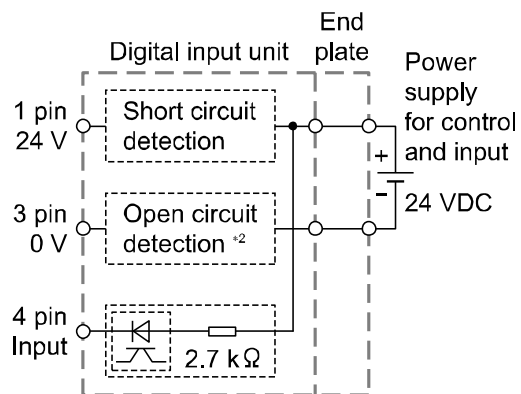 End
plate
Digital input unit
Power
supply
for control
and input
24 VDC
1 pin
24 V
Short circuit
detection
+
-
3 pin
0 V
Open circuit
detection *2
4 pin
Input
2.7 kΩ